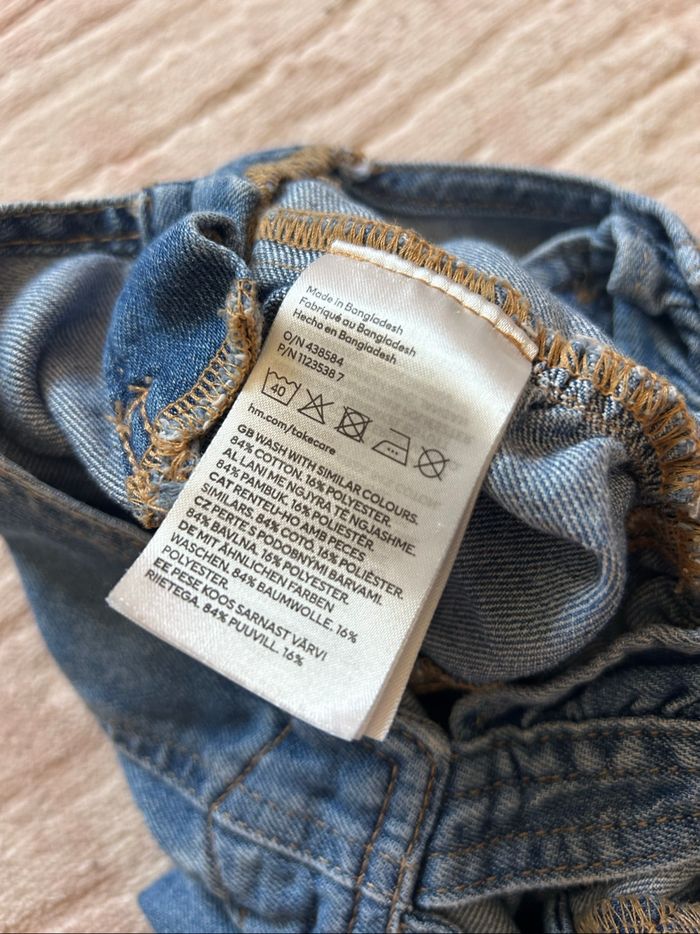 Made in Bangladesh
Fabriqué au Bangladesh
Hecho en Bangladesh
O/N 438584
P/N 1123538 7
40
hm.com/takecare
GB WASH WITH SIMILAR COLOURS.
84% COTTON. 16% POLYESTER.
AL LANI ME NGJYRA TË NGJASHME.
84% PAMBUK. 16% POLIESTËR.
CAT RENTEU-HO AMB PECES
SIMILARS. 84% COTÓ. 16% POLIÈSTER.
CZ PERTE S PODOBNÝMI BARVAMI.
84% BAVLNA. 16% POLYESTER.
DE MIT ÄHNLICHEN FARBEN
WASCHEN. 84% BAUMWOLLE. 16%
POLYESTER.
EE PESE KOOS SARNAST VÄRVI
RIIETEGA. 84% PUUVILL. 16%